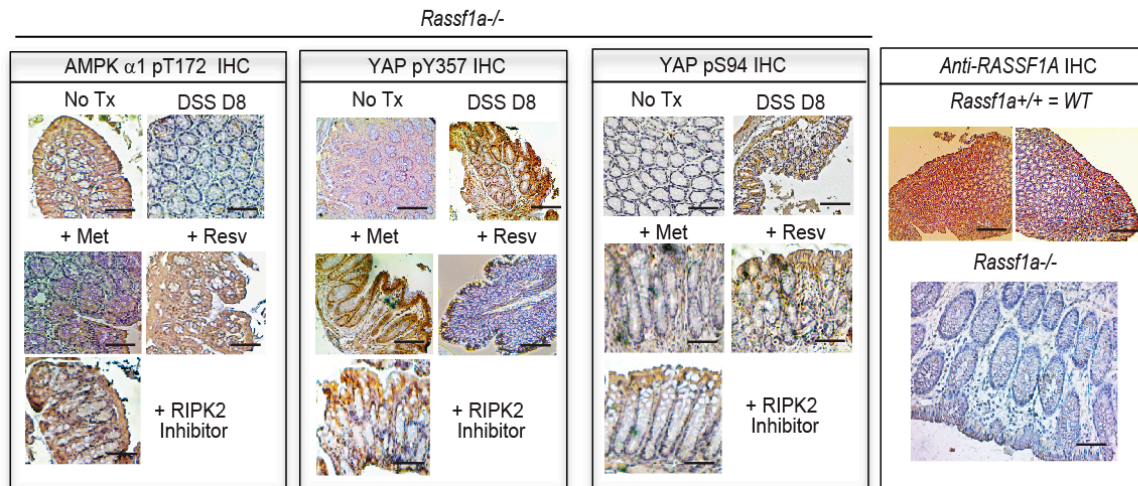 Rassf1a-/-
AMPK α1 pT172 IHC
No Tx DSS D8
+ Met + Resv
+ RIPK2
Inhibitor
YAP pY357 IHC
No Tx DSS D8
+ Met + Resv
+ RIPK2
Inhibitor
YAP pS94 IHC
No Tx DSS D8
+ Met + Resv
+ RIPK2
Inhibitor
Anti-RASSF1A IHC
Rassf1a+/+ = WT
Rassf1a-/-